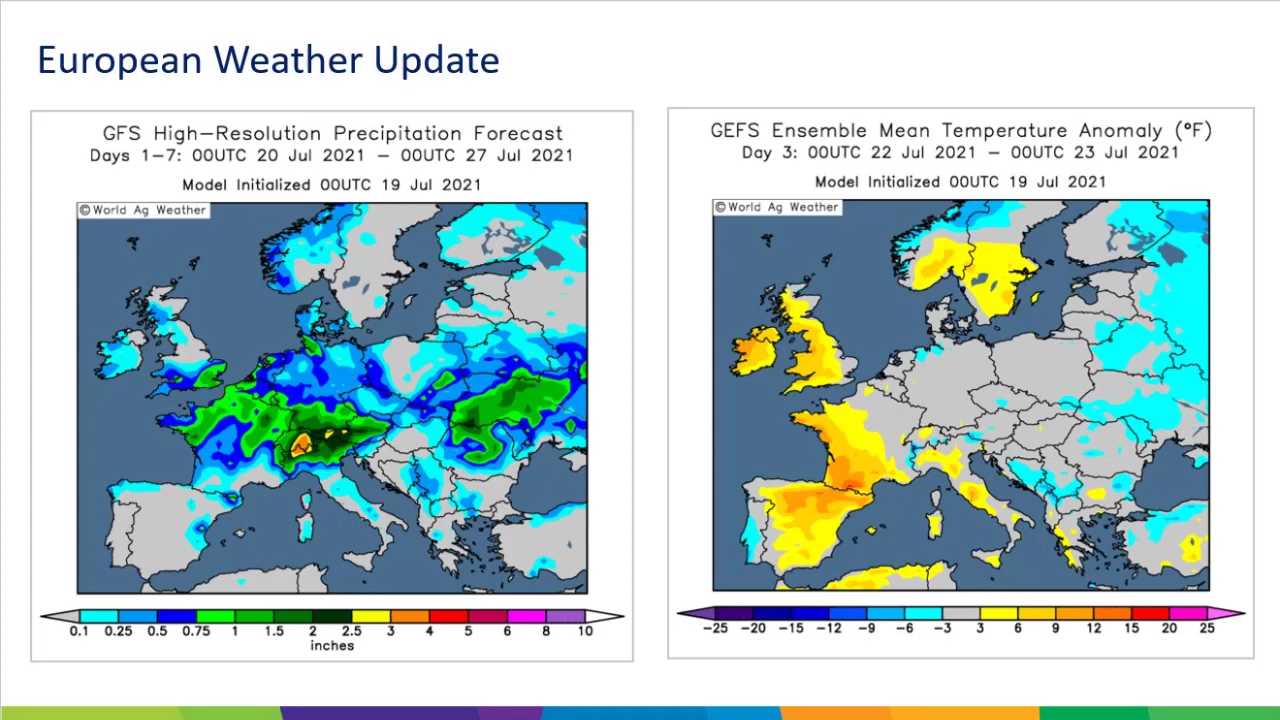 European Weather Update
GFS High-Resolution Precipitation Forecast
Days 1-7: 00UTC 20 Jul 2021 - 00UTC 27 Jul 2021
Model Initialized 00UTC 19 Jul 2021
© World Ag Weather
0.1 0.25 0.5 0.75 1 1.5 2 2.5 3 4 5 6 8 10
inches
GEFS Ensemble Mean Temperature Anomaly (°F)
Day 3: 00UTC 22 Jul 2021 - 00UTC 23 Jul 2021
Model Initialized 00UTC 19 Jul 2021
© World Ag Weather
-25 -20 -15 -12 -9 -6 -3 3 6 9 12 15 20 25